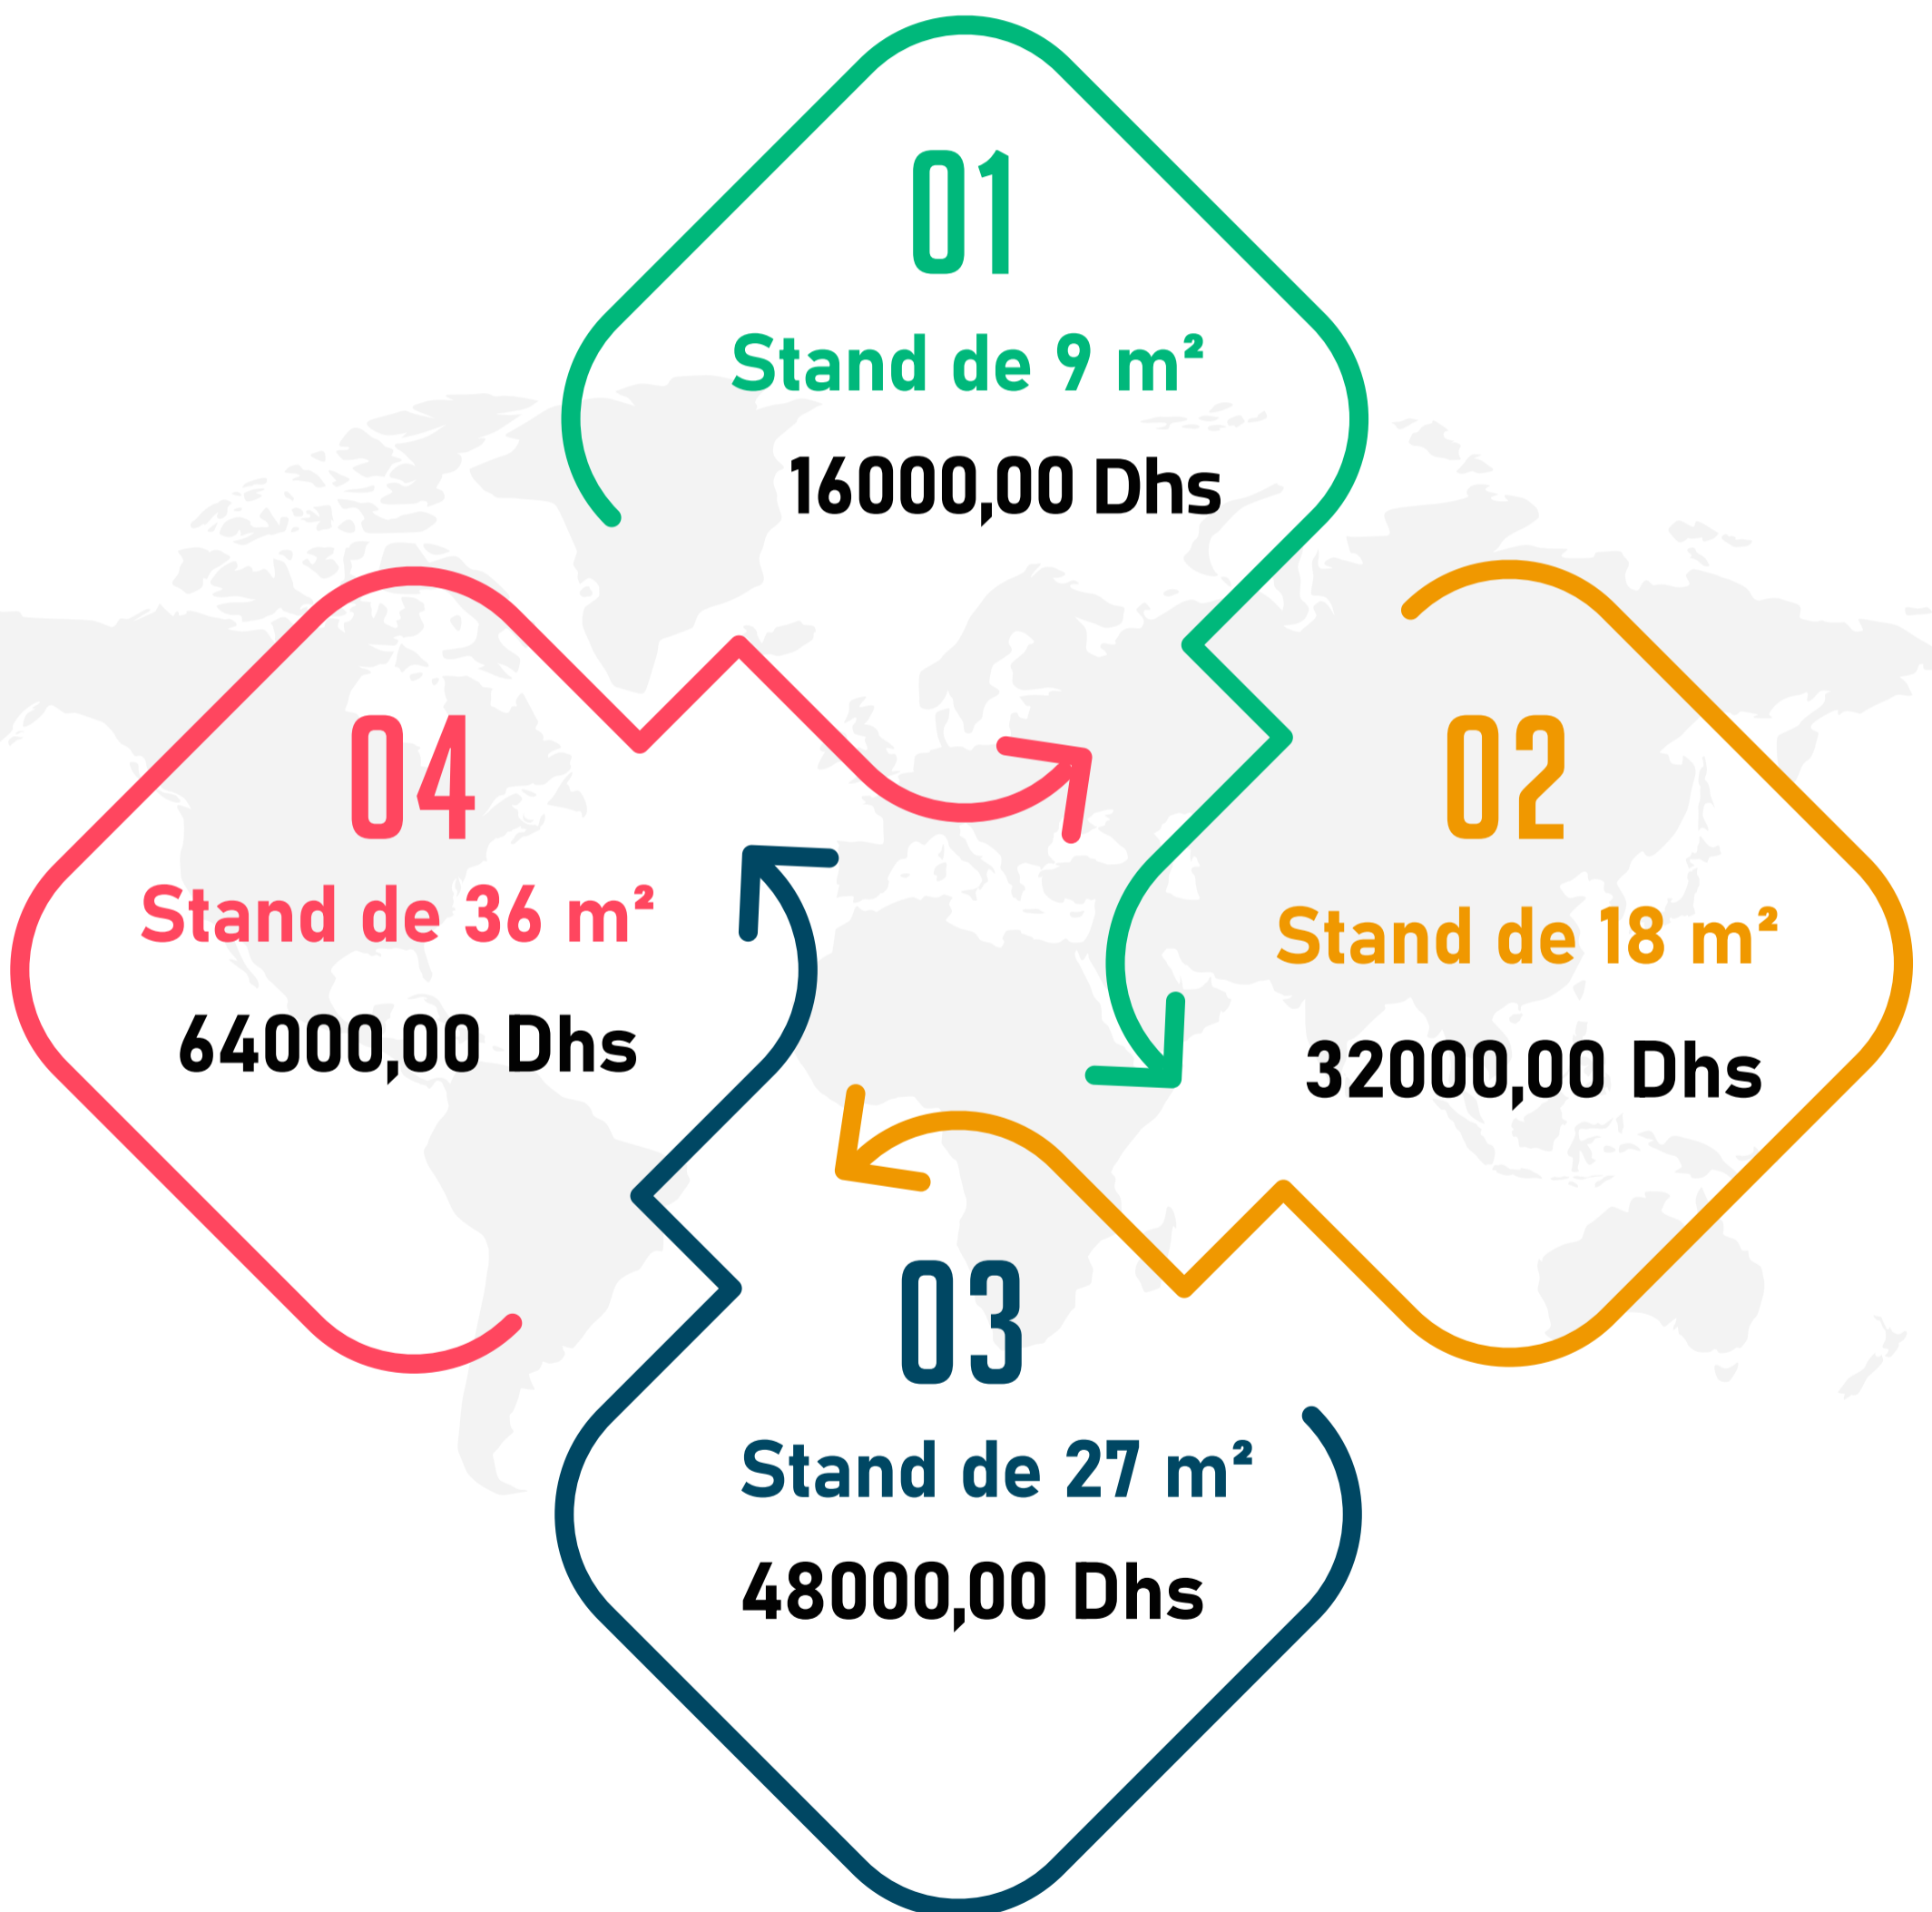 01
Stand de 9 m²
16000,00 Dhs
02
Stand de 18 m²
32000,00 Dhs
03
Stand de 27 m²
48000,00 Dhs
04
Stand de 36 m²
64000,00 Dhs